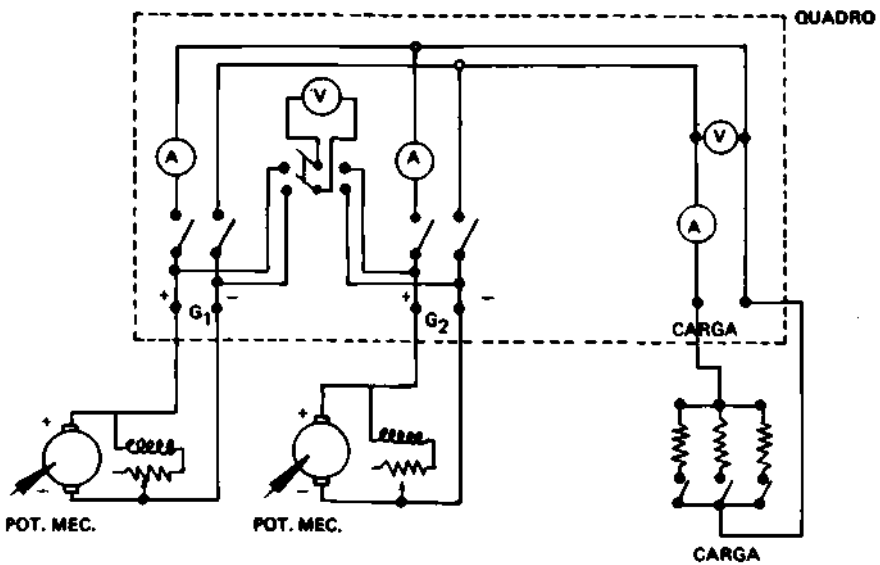 QUADRO
V
A
A
V
A
+ G1 −
+ G2 −
CARGA
+
−
POT. MEC.
+
−
POT. MEC.
CARGA